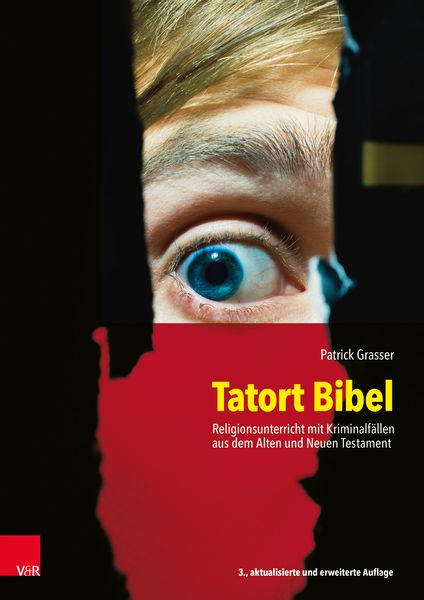 Patrick Grasser
Tatort Bibel
Religionsunterricht mit Kriminalfällen
aus dem Alten und Neuen Testament
V&R
3., aktualisierte und erweiterte Auflage